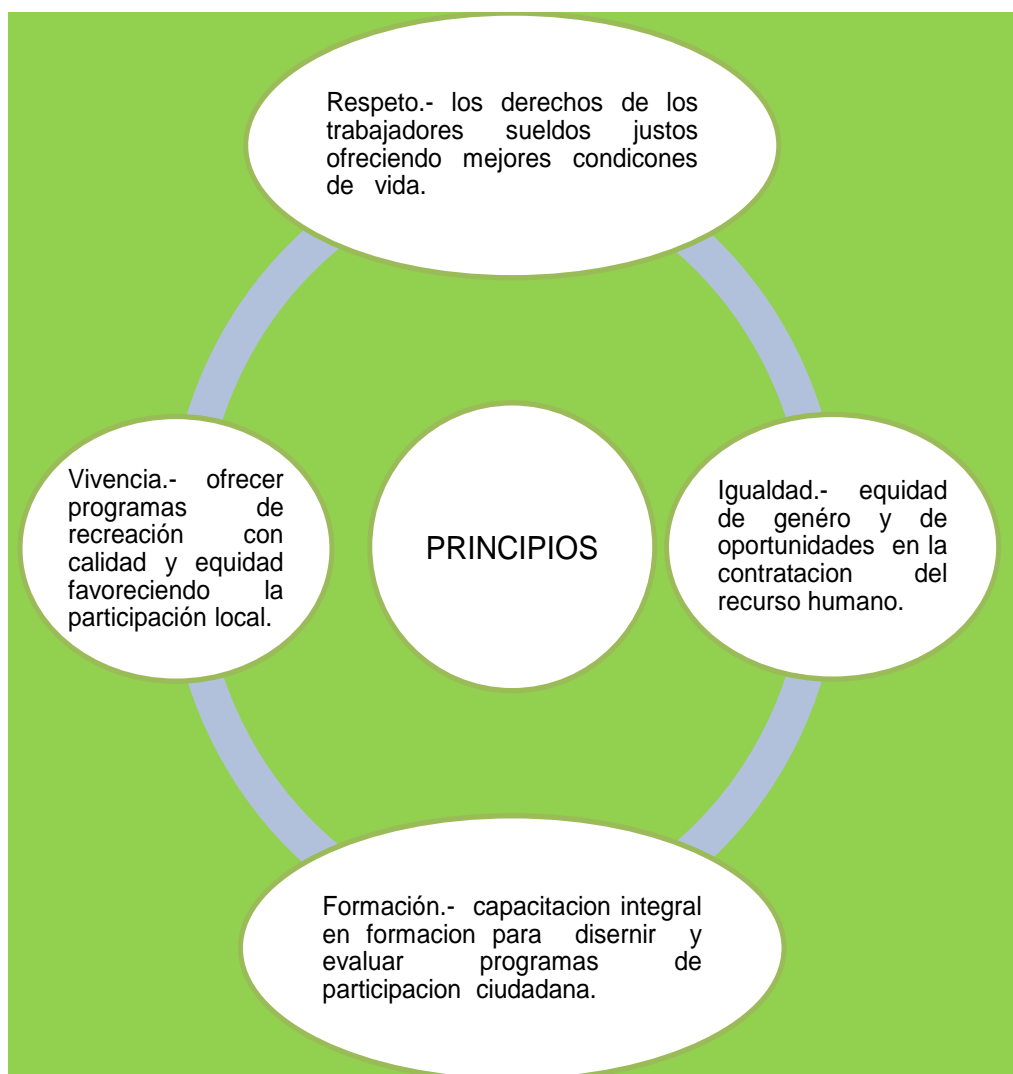 Respeto.- los derechos de los
trabajadores sueldos justos
ofreciendo mejores condicones
de vida.
Vivencia.- ofrecer
programas de
recreación con
calidad y equidad
favoreciendo la
participación local.
PRINCIPIOS
Igualdad.- equidad
de genéro y de
oportunidades en la
contratacion del
recurso humano.
Formación.- capacitacion integral
en formacion para disernir y
evaluar programas de
participacion ciudadana.